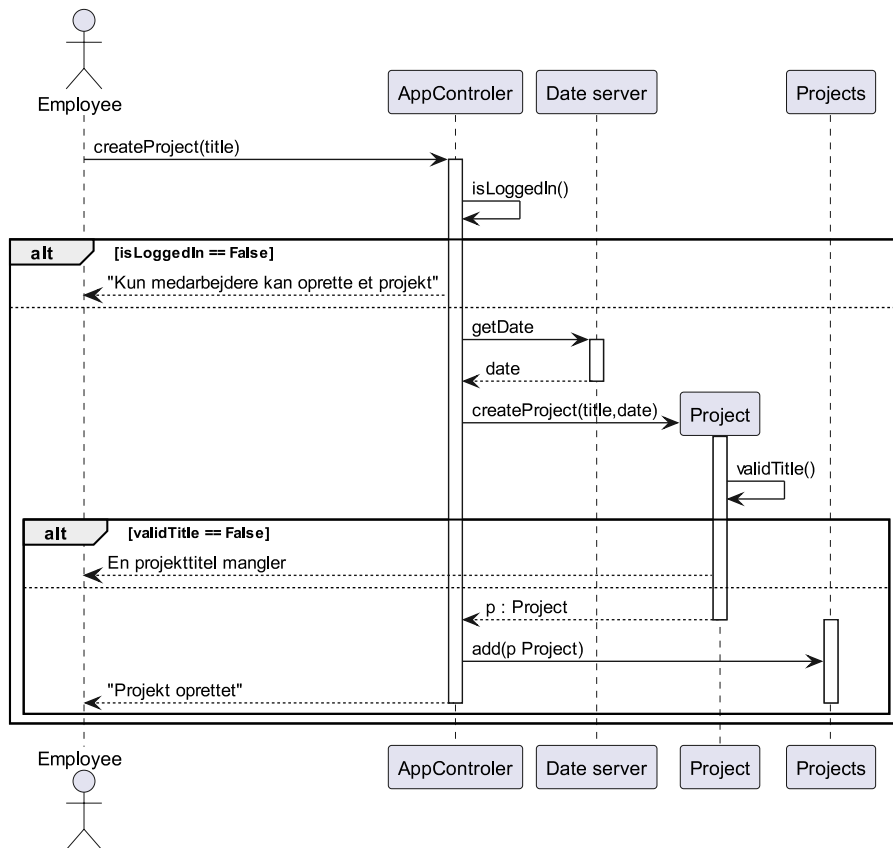 Employee
AppControler
Date server
Projects
createProject(title)
isLoggedIn()
alt [isLoggedIn == False]
"Kun medarbejdere kan oprette et projekt"
getDate
date
createProject(title,date)
Project
validTitle()
alt [validTitle == False]
En projekttitel mangler
p : Project
add(p Project)
"Projekt oprettet"
Employee
AppControler
Date server
Project
Projects